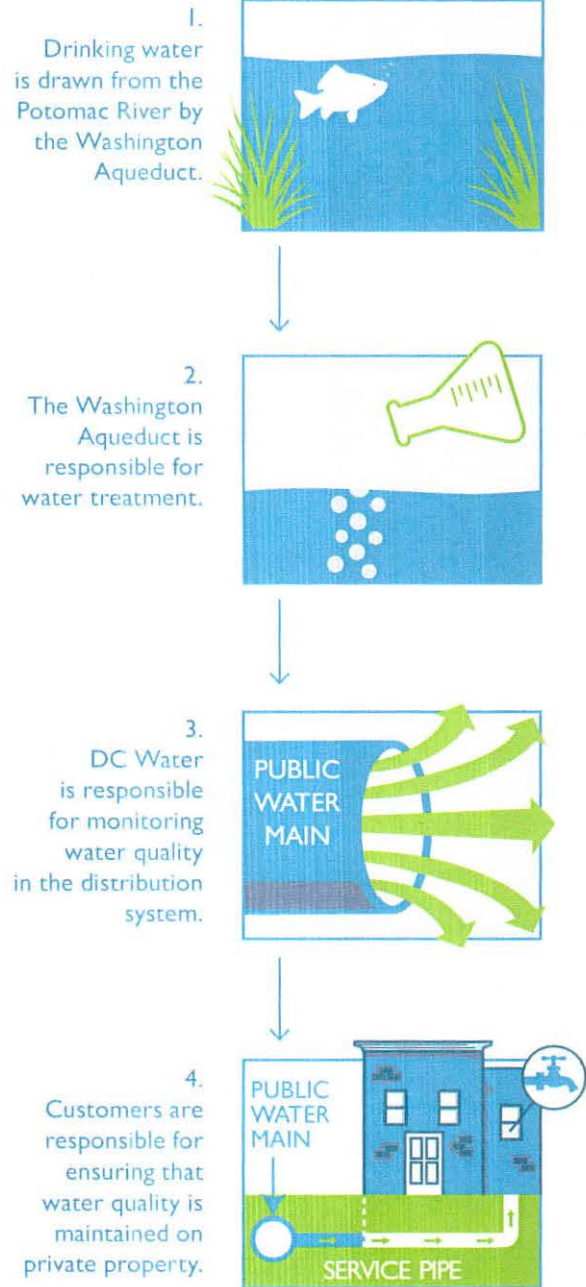 1.
Drinking water
is drawn from the
Potomac River by
the Washington
Aqueduct.
2.
The Washington
Aqueduct is
responsible for
water treatment.
3.
DC Water
is responsible
for monitoring
water quality
in the distribution
system.
PUBLIC
WATER
MAIN
4.
Customers are
responsible for
ensuring that
water quality is
maintained on
private property.
PUBLIC
WATER
MAIN
SERVICE PIPE